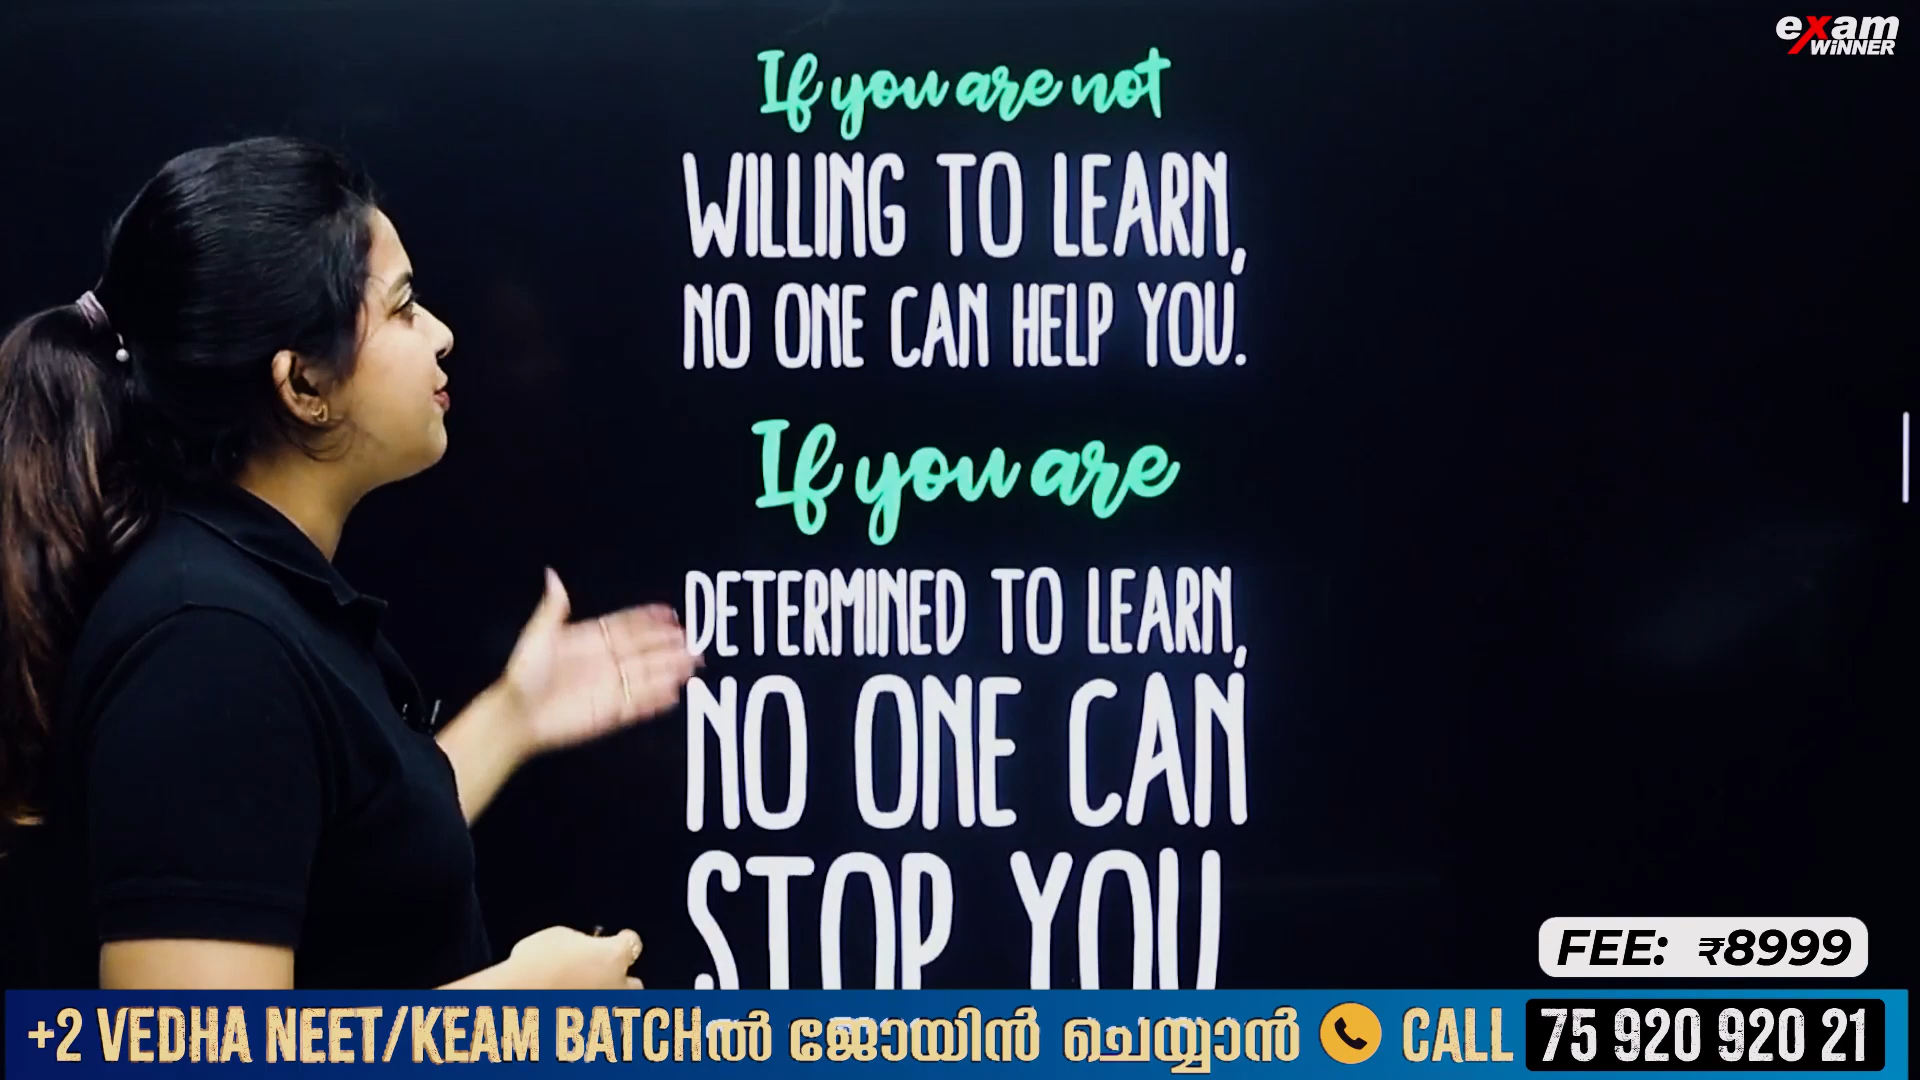 exam
WiNNER
If you are not
WILLING TO LEARN,
NO ONE CAN HELP YOU.
If you are
DETERMINED TO LEARN,
NO ONE CAN
STOP YOU
FEE: ₹8999
+2 VEDHA NEET/KEAM BATCHൽ ജോയിൻ ചെയ്യാൻ CALL 75 920 920 21